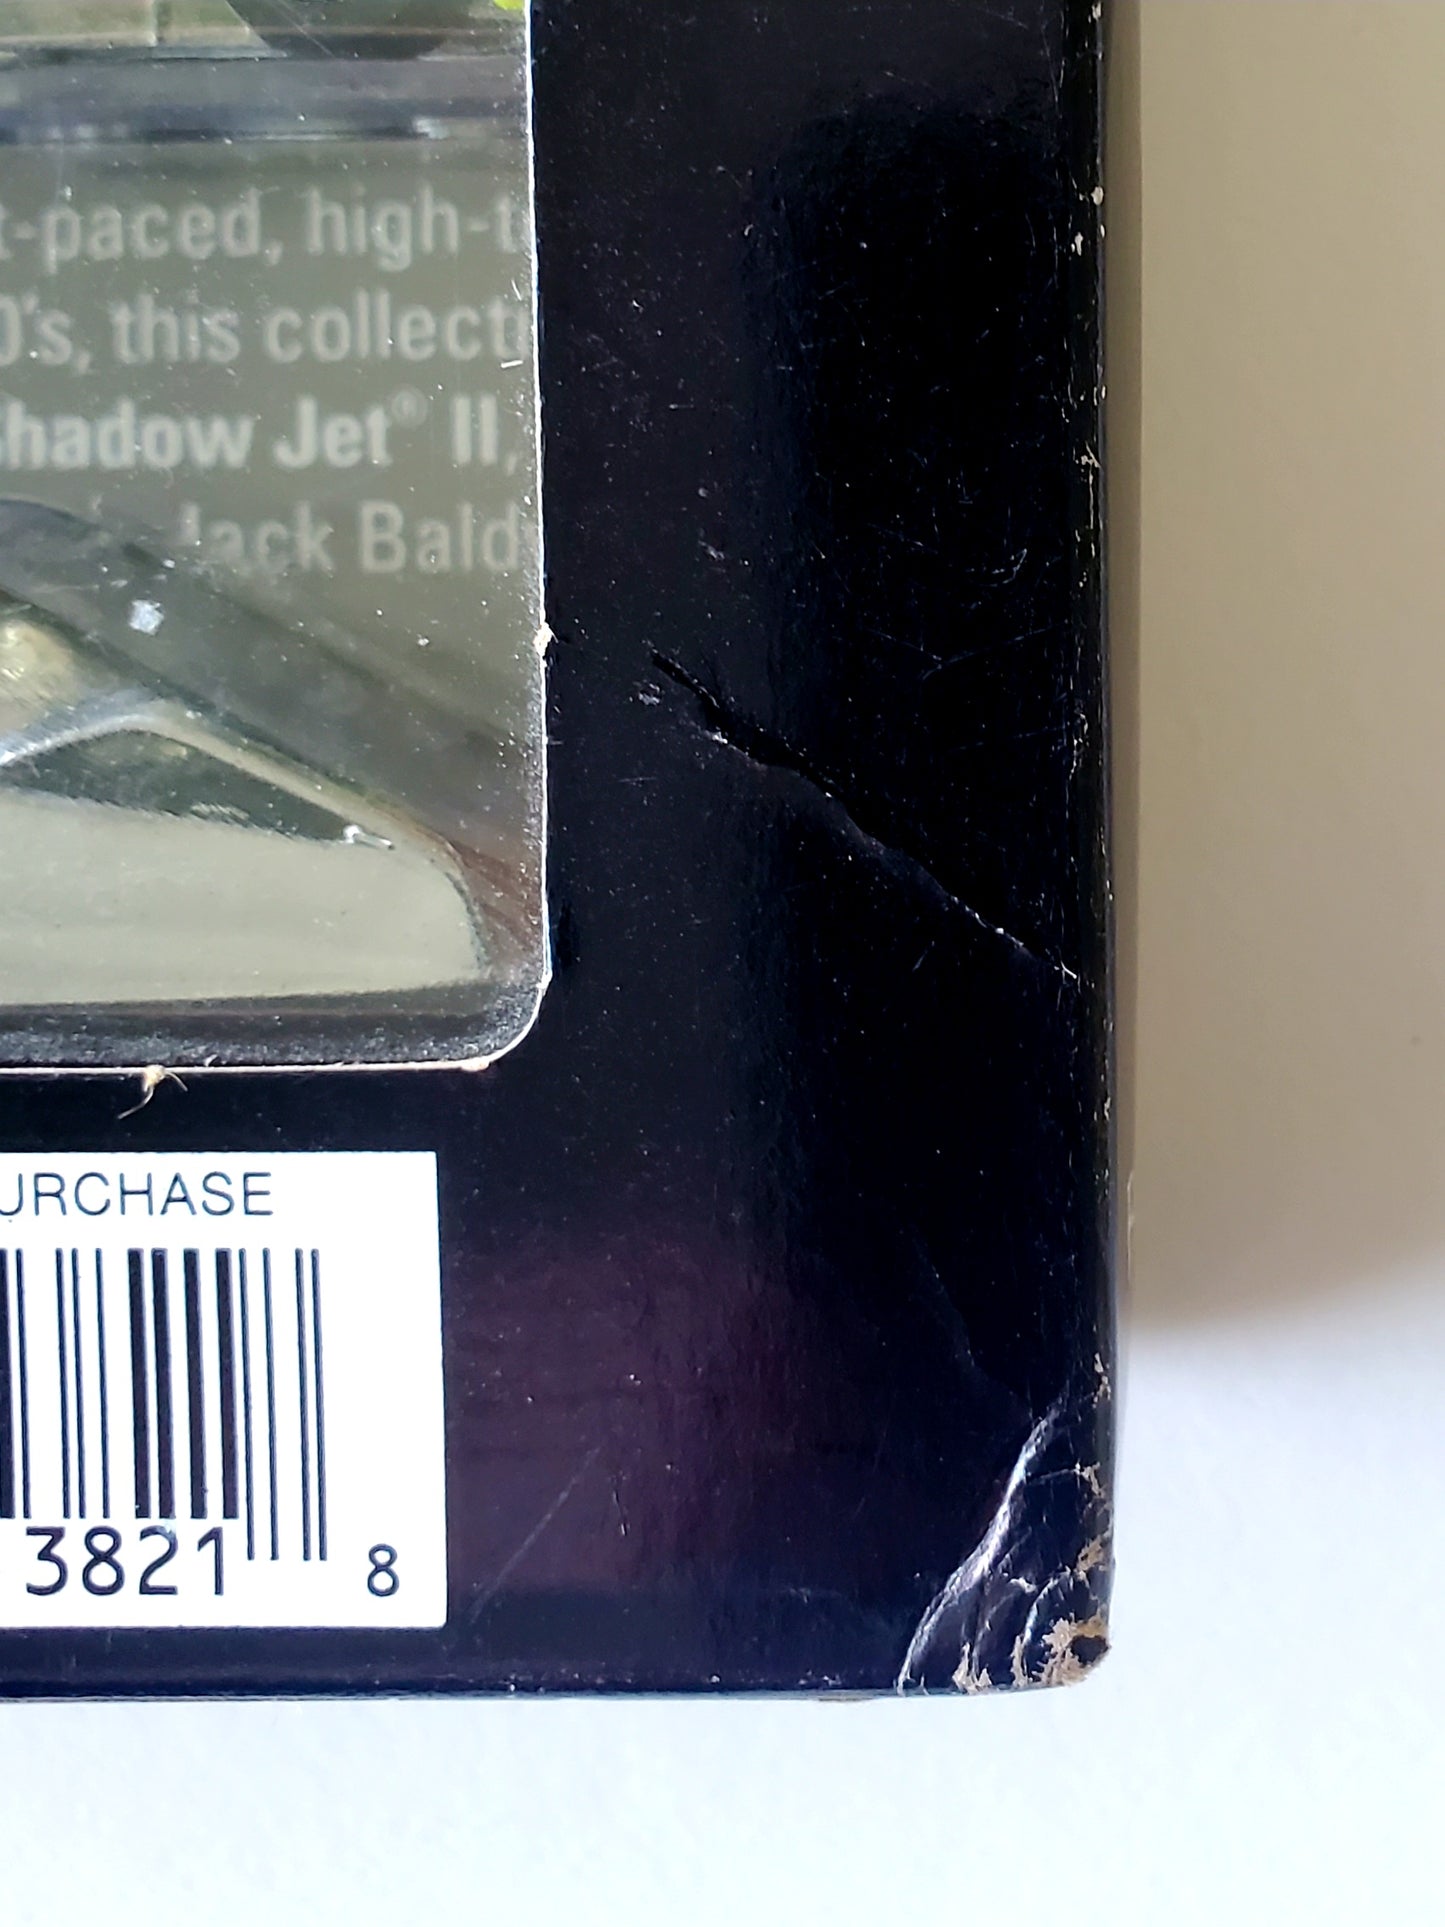 t-paced, high-t
0's, this collect
Shadow Jet® II,
Jack Bald
URCHASE
3821 8